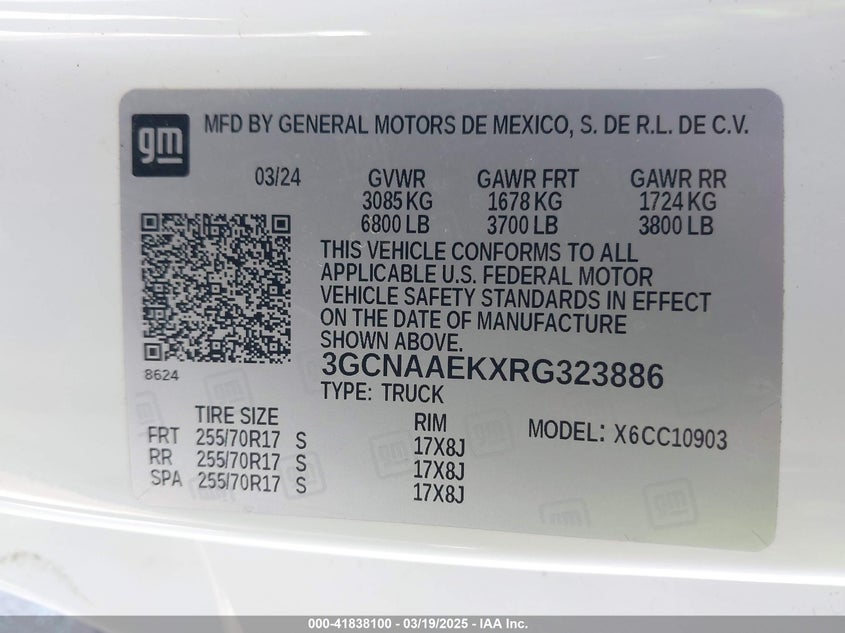 gm
MFD BY GENERAL MOTORS DE MEXICO, S. DE R.L. DE C.V.
03/24 GVWR GAWR FRT GAWR RR
3085 KG 1678 KG 1724 KG
6800 LB 3700 LB 3800 LB
THIS VEHICLE CONFORMS TO ALL
APPLICABLE U.S. FEDERAL MOTOR
VEHICLE SAFETY STANDARDS IN EFFECT
ON THE DATE OF MANUFACTURE
SHOWN ABOVE.
8624
3GCNAAEKXRG323886
TYPE: TRUCK
TIRE SIZE RIM
FRT 255/70R17 S 17X8J MODEL: X6CC10903
RR 255/70R17 S 17X8J
SPA 255/70R17 S 17X8J
000-41838100 - 03/19/2025 - IAA Inc.